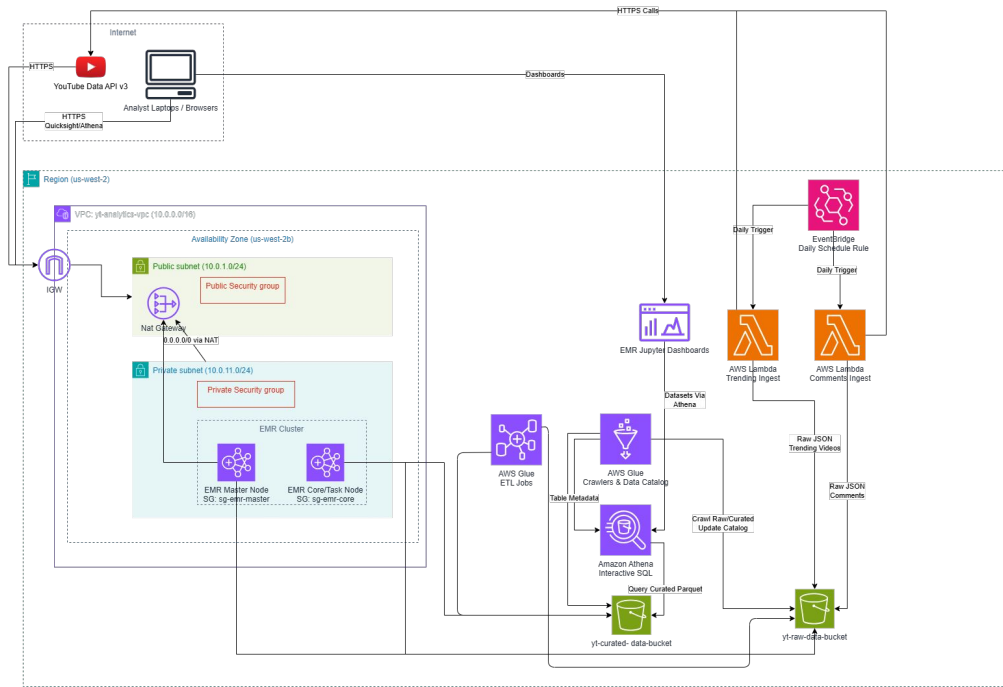 HTTPS Calls
Internet
HTTPS
YouTube Data API v3
Analyst Laptops / Browsers
HTTPS
Quicksight/Athena
Dashboards
Region (us-west-2)
VPC: yt-analytics-vpc (10.0.0.0/16)
Availability Zone (us-west-2b)
Public subnet (10.0.1.0/24)
Public Security group
IGW
Nat Gateway
0.0.0.0/0 via NAT
Private subnet (10.0.11.0/24)
Private Security group
EMR Cluster
EMR Master Node
SG: sg-emr-master
EMR Core/Task Node
SG: sg-emr-core
EventBridge
Daily Schedule Rule
Daily Trigger
Daily Trigger
EMR Jupyter Dashboards
AWS Lambda
Trending Ingest
AWS Lambda
Comments Ingest
Datasets Via
Athena
AWS Glue
ETL Jobs
AWS Glue
Crawlers & Data Catalog
Raw JSON
Trending Videos
Raw JSON
Comments
Table Metadata
Crawl Raw/Curated
Update Catalog
Amazon Athena
Interactive SQL
Query Curated Parquet
yt-curated- data-bucket
yt-raw-data-bucket